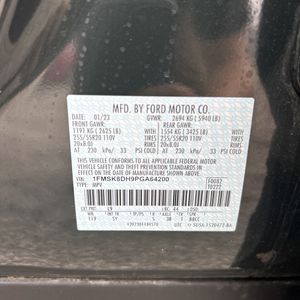 MFD. BY FORD MOTOR CO.
DATE: 01/23 GVWR: 2694 KG ( 5940 LB)
FRONT GAWR: REAR GAWR:
1191 KG ( 2625 LB) 1554 KG ( 3425 LB)
255/55R20 110V 255/55R20 110V
20x8.0J 20x8.0J
AT 230 kPa/ 33 PSI COLD AT 230 kPa/ 33 PSI COLD
THIS VEHICLE CONFORMS TO ALL APPLICABLE FEDERAL MOTOR
VEHICLE SAFETY AND THEFT PREVENTION STANDARDS IN
EFFECT ON THE DATE OF MANUFACTURE SHOWN ABOVE.
VIN: 1FMSK8DH9PGA64200 F0082
TYPE: MPV T0222